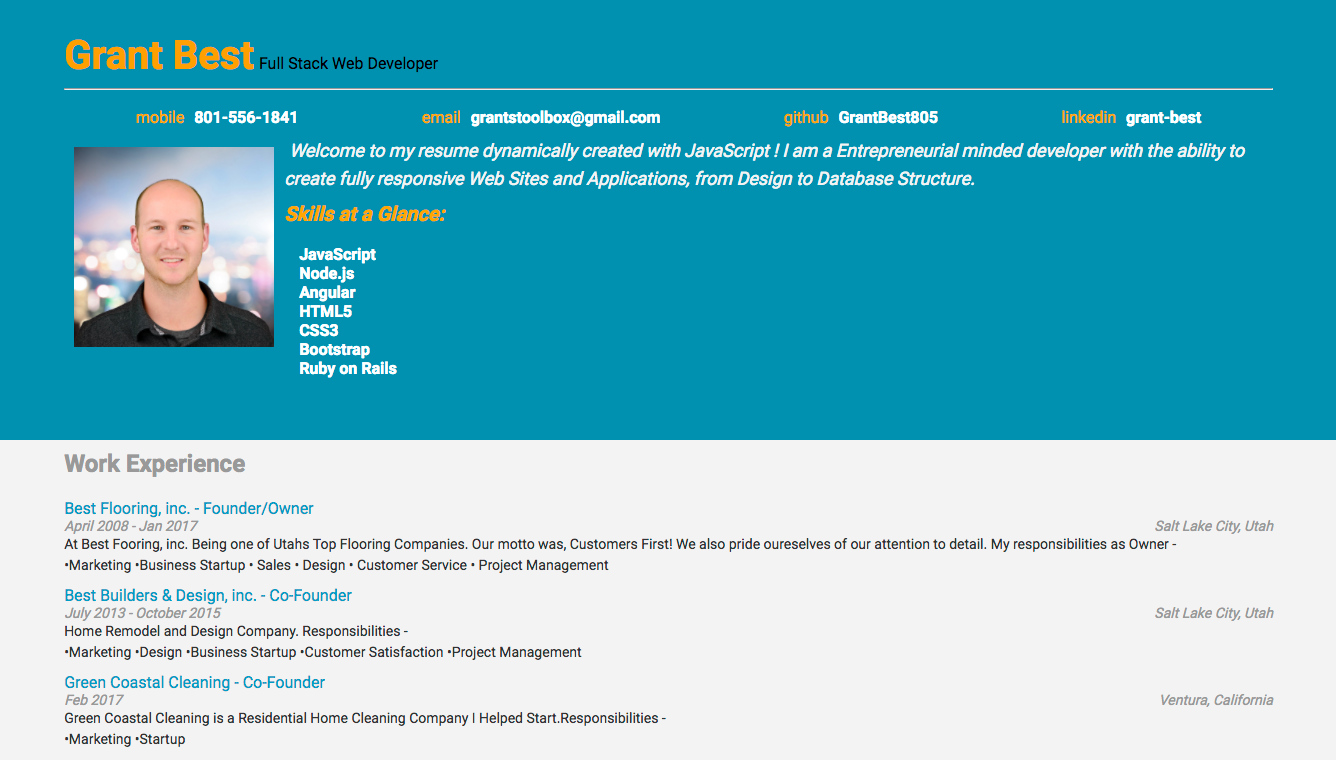 Grant Best Full Stack Web Developer
mobile 801-556-1841 email grantstoolbox@gmail.com github GrantBest805 linkedin grant-best
Welcome to my resume dynamically created with JavaScript ! I am a Entrepreneurial minded developer with the ability to
create fully responsive Web Sites and Applications, from Design to Database Structure.
Skills at a Glance:
JavaScript
Node.js
Angular
HTML5
CSS3
Bootstrap
Ruby on Rails
Work Experience
Best Flooring, inc. - Founder/Owner
April 2008 - Jan 2017 Salt Lake City, Utah
At Best Fooring, inc. Being one of Utahs Top Flooring Companies. Our motto was, Customers First! We also pride oureselves of our attention to detail. My responsibilities as Owner -
•Marketing •Business Startup • Sales • Design • Customer Service • Project Management
Best Builders & Design, inc. - Co-Founder
July 2013 - October 2015 Salt Lake City, Utah
Home Remodel and Design Company. Responsibilities -
•Marketing •Design •Business Startup •Customer Satisfaction •Project Management
Green Coastal Cleaning - Co-Founder
Feb 2017 Ventura, California
Green Coastal Cleaning is a Residential Home Cleaning Company I Helped Start.Responsibilities -
•Marketing •Startup